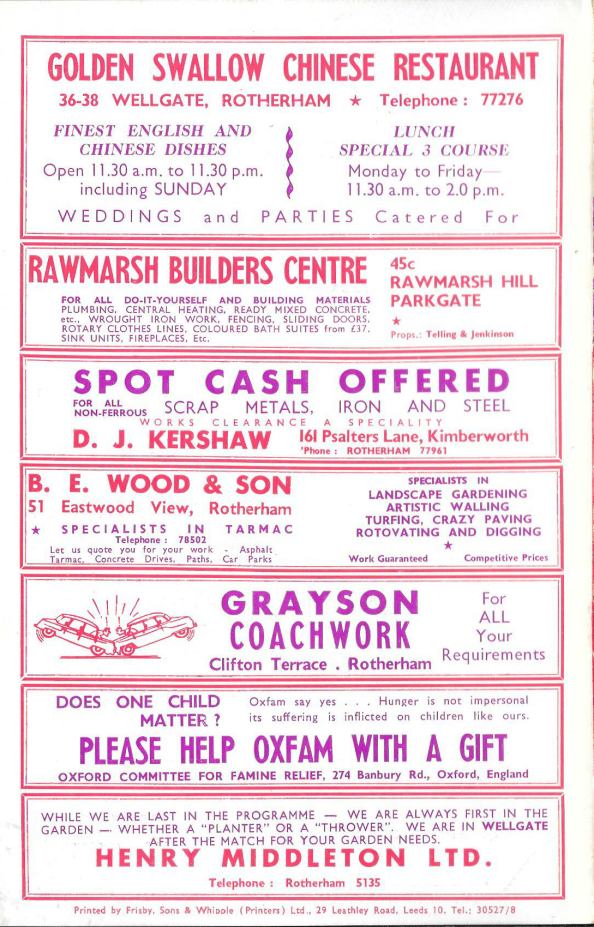 GOLDEN SWALLOW CHINESE RESTAURANT
36-38 WELLGATE, ROTHERHAM ★ Telephone : 77276
FINEST ENGLISH AND
CHINESE DISHES
Open 11.30 a.m. to 11.30 p.m.
including SUNDAY
LUNCH
SPECIAL 3 COURSE
Monday to Friday—
11.30 a.m. to 2.0 p.m.
WEDDINGS and PARTIES Catered For
RAWMARSH BUILDERS CENTRE
FOR ALL DO-IT-YOURSELF AND BUILDING MATERIALS
PLUMBING, CENTRAL HEATING, READY MIXED CONCRETE,
etc., WROUGHT IRON WORK, FENCING, SLIDING DOORS,
ROTARY CLOTHES LINES, COLOURED BATH SUITES from £37,
SINK UNITS, FIREPLACES, Etc.
45c
RAWMARSH HILL
PARKGATE
★
Props.: Telling & Jenkinson
SPOT CASH OFFERED
FOR ALL
NON-FERROUS SCRAP METALS, IRON AND STEEL
WORKS CLEARANCE A SPECIALITY
D. J. KERSHAW 161 Psalters Lane, Kimberworth
'Phone : ROTHERHAM 77961
B. E. WOOD & SON
51 Eastwood View, Rotherham
★ SPECIALISTS IN TARMAC
Telephone : 78502
Let us quote you for your work - Asphalt
Tarmac, Concrete Drives, Paths, Car Parks
SPECIALISTS IN
LANDSCAPE GARDENING
ARTISTIC WALLING
TURFING, CRAZY PAVING
ROTOVATING AND DIGGING
★
Work Guaranteed Competitive Prices
GRAYSON
COACHWORK
Clifton Terrace . Rotherham
For
ALL
Your
Requirements
DOES ONE CHILD
MATTER ?
Oxfam say yes . . . Hunger is not impersonal
its suffering is inflicted on children like ours.
PLEASE HELP OXFAM WITH A GIFT
OXFORD COMMITTEE FOR FAMINE RELIEF, 274 Banbury Rd., Oxford, England
WHILE WE ARE LAST IN THE PROGRAMME — WE ARE ALWAYS FIRST IN THE
GARDEN — WHETHER A "PLANTER" OR A "THROWER". WE ARE IN WELLGATE
AFTER THE MATCH FOR YOUR GARDEN NEEDS.
HENRY MIDDLETON LTD.
Telephone : Rotherham 5135
Printed by Frisby, Sons & Whipple (Printers) Ltd., 29 Leathley Road, Leeds 10. Tel.: 30527/8